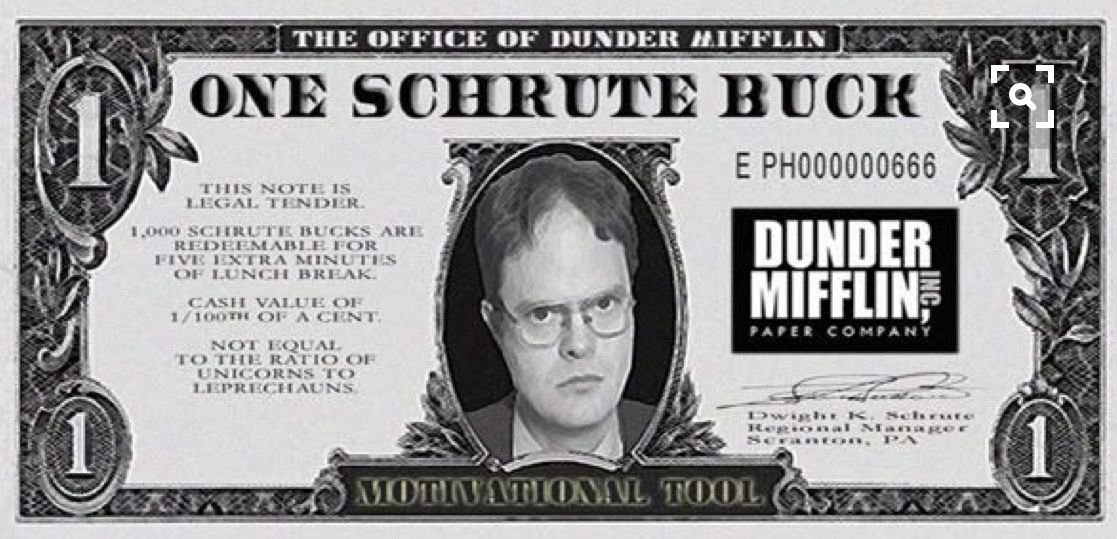 THE OFFICE OF DUNDER MIFFLIN
ONE SCHRUTE BUCK
1
1
E PH000000666
THIS NOTE IS
LEGAL TENDER.
1,000 SCHRUTE BUCKS ARE
REDEEMABLE FOR
FIVE EXTRA MINUTES
OF LUNCH BREAK.
CASH VALUE OF
1/100TH OF A CENT.
NOT EQUAL
TO THE RATIO OF
UNICORNS TO
LEPRECHAUNS.
DUNDER
MIFFLIN, INC
PAPER COMPANY
Dwight K. Schrute
Regional Manager
Scranton, PA
1
1
MOTIVATIONAL TOOL